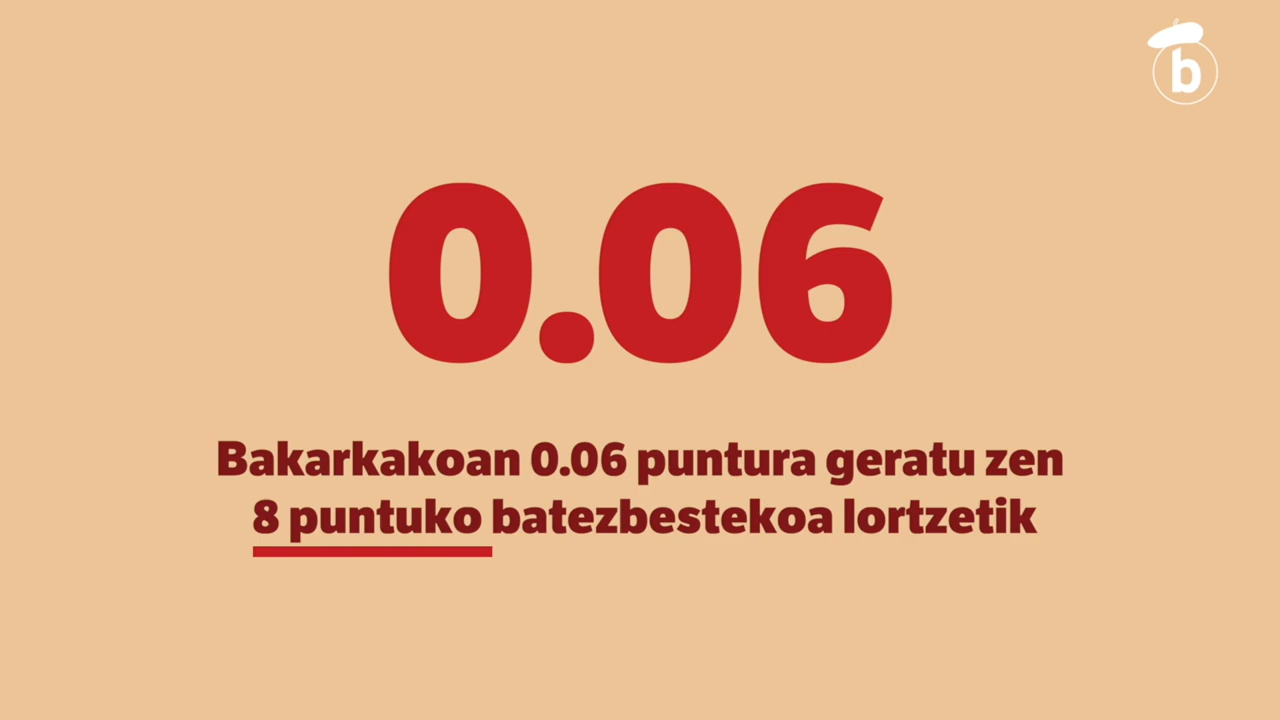 b
0.06
Bakarkakoan 0.06 puntura geratu zen
8 puntuko batezbestekoa lortzetik